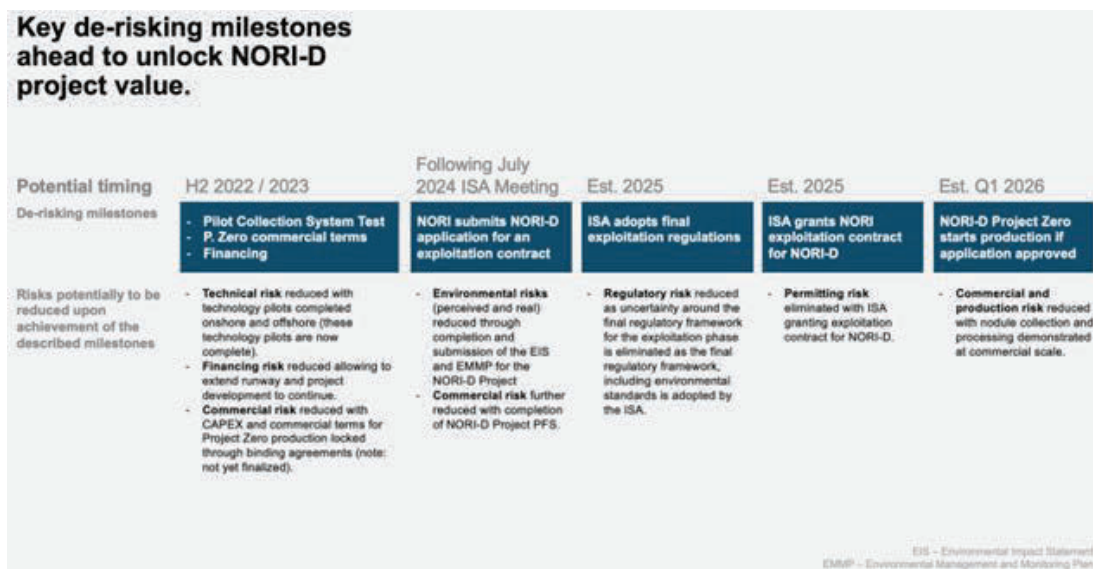 Key de-risking milestones
ahead to unlock NORI-D
project value.
Potential timing
H2 2022 / 2023
Following July
2024 ISA Meeting
Est. 2025
Est. 2025
Est. Q1 2026
De-risking milestones
- Pilot Collection System Test
- P. Zero commercial terms
- Financing
NORI submits NORI-D
application for an
exploitation contract
ISA adopts final
exploitation regulations
ISA grants NORI
exploitation contract
for NORI-D
NORI-D Project Zero
starts production if
application approved
Risks potentially to be
reduced upon
achievement of the
described milestones
- Technical risk reduced with
technology pilots completed
onshore and offshore (these
technology pilots are now
complete).
- Financing risk reduced allowing to
extend runway and project
development to continue.
- Commercial risk reduced with
CAPEX and commercial terms for
Project Zero production locked
through binding agreements (note:
not yet finalized).
- Environmental risks
(perceived and real)
reduced through
completion and
submission of the EIS
and EMMP for the
NORI-D Project
- Commercial risk further
reduced with completion
of NORI-D Project PFS.
- Regulatory risk reduced
as uncertainty around the
final regulatory framework
for the exploitation phase
is eliminated as the final
regulatory framework,
including environmental
standards is adopted by
the ISA.
- Permitting risk
eliminated with ISA
granting exploitation
contract for NORI-D.
- Commercial and
production risk reduced
with nodule collection and
processing demonstrated
at commercial scale.
EIS – Environmental Impact Statement
EMMP – Environmental Management and Monitoring Plan